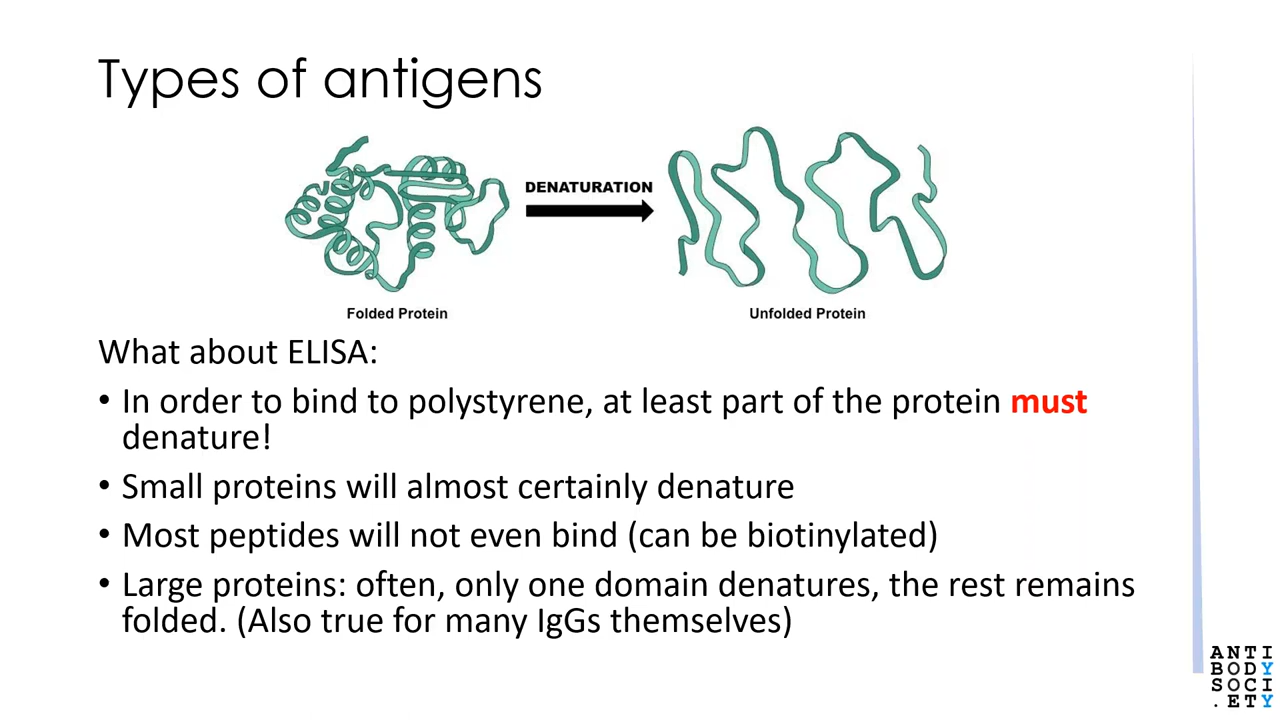 Types of antigens
DENATURATION
Folded Protein
Unfolded Protein
What about ELISA:
• In order to bind to polystyrene, at least part of the protein must
denature!
• Small proteins will almost certainly denature
• Most peptides will not even bind (can be biotinylated)
• Large proteins: often, only one domain denatures, the rest remains
folded. (Also true for many IgGs themselves)
ANTI
BODY
SOCI
.ETY